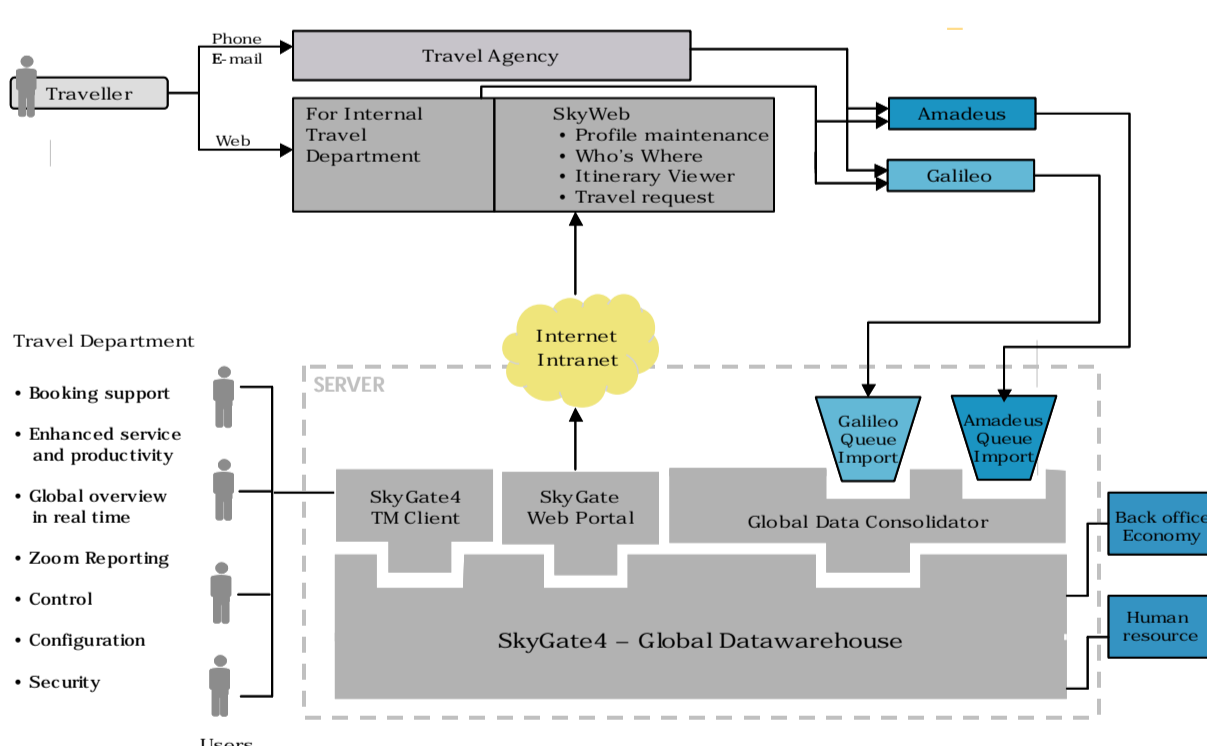 Phone
E-mail
Traveller
Web
Travel Agency
For Internal
Travel
Department
SkyWeb
• Profile maintenance
• Who's Where
• Itinerary Viewer
• Travel request
Amadeus
Galileo
Internet
Intranet
Travel Department
• Booking support
• Enhanced service
and productivity
• Global overview
in real time
• Zoom Reporting
• Control
• Configuration
• Security
Users
SERVER
Galileo
Queue
Import
Amadeus
Queue
Import
SkyGate4
TM Client
SkyGate
Web Portal
Global Data Consolidator
SkyGate4 – Global Datawarehouse
Back office
Economy
Human
resource